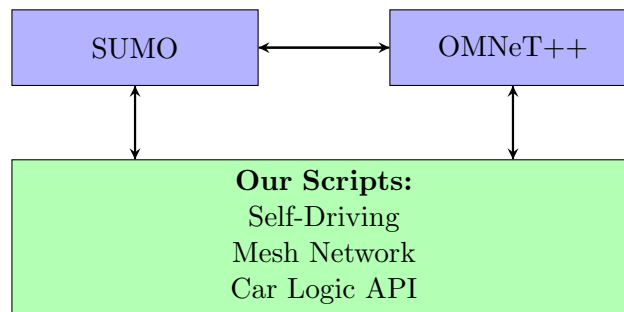 SUMO
OMNeT++
Our Scripts:
Self-Driving
Mesh Network
Car Logic API